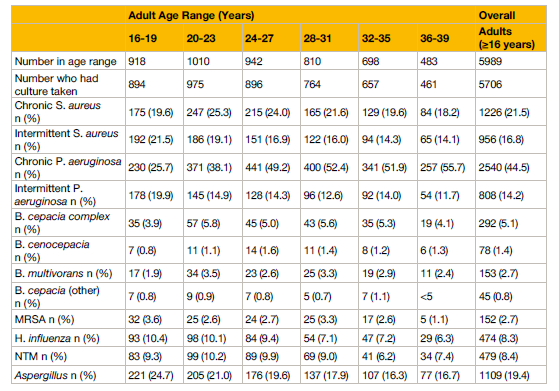 Adult Age Range (Years) Overall
16-19 20-23 24-27 28-31 32-35 36-39 Adults
(≥16 years)
Number in age range 918 1010 942 810 698 483 5989
Number who had
culture taken 894 975 896 764 657 461 5706
Chronic S. aureus
n (%) 175 (19.6) 247 (25.3) 215 (24.0) 165 (21.6) 129 (19.6) 84 (18.2) 1226 (21.5)
Intermittent S. aureus
n (%) 192 (21.5) 186 (19.1) 151 (16.9) 122 (16.0) 94 (14.3) 65 (14.1) 956 (16.8)
Chronic P. aeruginosa
n (%) 230 (25.7) 371 (38.1) 441 (49.2) 400 (52.4) 341 (51.9) 257 (55.7) 2540 (44.5)
Intermittent P.
aeruginosa n (%) 178 (19.9) 145 (14.9) 128 (14.3) 96 (12.6) 92 (14.0) 54 (11.7) 808 (14.2)
B. cepacia complex
n (%) 35 (3.9) 57 (5.8) 45 (5.0) 43 (5.6) 35 (5.3) 19 (4.1) 292 (5.1)
B. cenocepacia
n (%) 7 (0.8) 11 (1.1) 14 (1.6) 11 (1.4) 8 (1.2) 6 (1.3) 78 (1.4)
B. multivorans n (%) 17 (1.9) 34 (3.5) 23 (2.6) 25 (3.3) 19 (2.9) 11 (2.4) 153 (2.7)
B. cepacia (other)
n (%) 7 (0.8) 9 (0.9) 7 (0.8) 5 (0.7) 7 (1.1) <5 45 (0.8)
MRSA n (%) 32 (3.6) 25 (2.6) 24 (2.7) 25 (3.3) 17 (2.6) 5 (1.1) 152 (2.7)
H. influenza n (%) 93 (10.4) 98 (10.1) 84 (9.4) 54 (7.1) 47 (7.2) 29 (6.3) 474 (8.3)
NTM n (%) 83 (9.3) 99 (10.2) 89 (9.9) 69 (9.0) 41 (6.2) 34 (7.4) 479 (8.4)
Aspergillus n (%) 221 (24.7) 205 (21.0) 176 (19.6) 137 (17.9) 107 (16.3) 77 (16.7) 1109 (19.4)